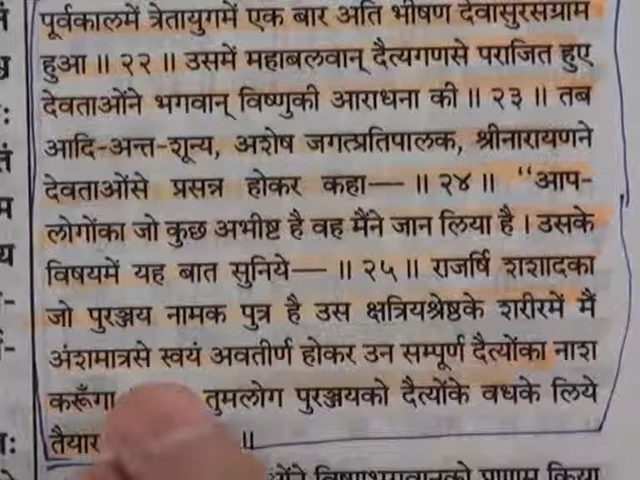 पूर्वकालमें त्रेतायुगमें एक बार अति भीषण देवासुरसंग्राम
हुआ ॥ २२ ॥ उसमें महाबलवान् दैत्यगणसे पराजित हुए
देवताओंने भगवान् विष्णुकी आराधना की ॥ २३ ॥ तब
आदि-अन्त-शून्य, अशेष जगत्प्रतिपालक, श्रीनारायणने
देवताओंसे प्रसन्न होकर कहा— ॥ २४ ॥ “आप-
लोगोंका जो कुछ अभीष्ट है वह मैंने जान लिया है । उसके
विषयमें यह बात सुनिये— ॥ २५ ॥ राजर्षि शशादका
जो पुरञ्जय नामक पुत्र है उस क्षत्रियश्रेष्ठके शरीरमें मैं
अंशमात्रसे स्वयं अवतीर्ण होकर उन सम्पूर्ण दैत्योंका नाश
करूँगा तुमलोग पुरञ्जयको दैत्योंके वधके लिये
तैयार ॥
विष्णुभगवान्‌को प्रणाम किया